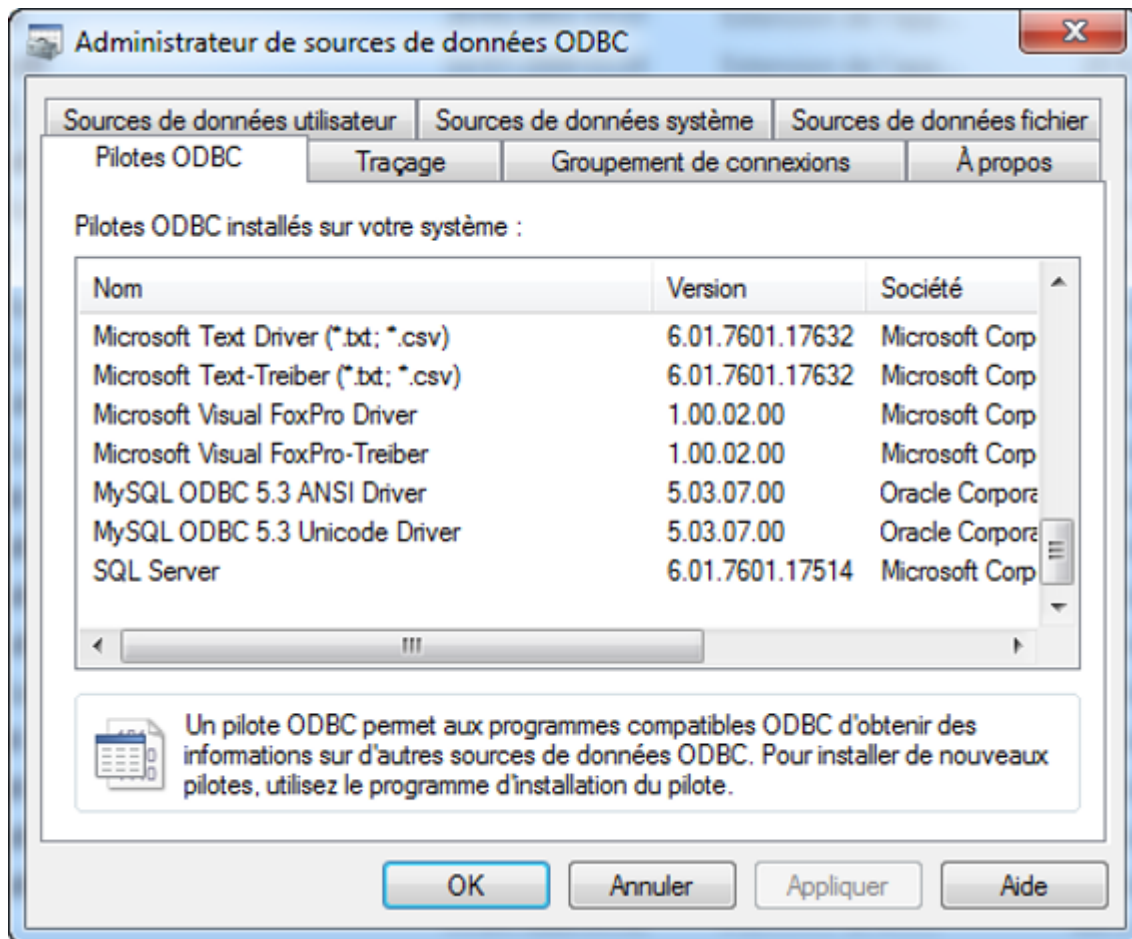 Administrateur de sources de données ODBC
Sources de données utilisateur Sources de données système Sources de données fichier
Pilotes ODBC Traçage Groupement de connexions À propos
Pilotes ODBC installés sur votre système :
Nom Version Société
Microsoft Text Driver (*.txt; *.csv) 6.01.7601.17632 Microsoft Corp
Microsoft Text-Treiber (*.txt; *.csv) 6.01.7601.17632 Microsoft Corp
Microsoft Visual FoxPro Driver 1.00.02.00 Microsoft Corp
Microsoft Visual FoxPro-Treiber 1.00.02.00 Microsoft Corp
MySQL ODBC 5.3 ANSI Driver 5.03.07.00 Oracle Corpora
MySQL ODBC 5.3 Unicode Driver 5.03.07.00 Oracle Corpora
SQL Server 6.01.7601.17514 Microsoft Corp
Un pilote ODBC permet aux programmes compatibles ODBC d'obtenir des
informations sur d'autres sources de données ODBC. Pour installer de nouveaux
pilotes, utilisez le programme d'installation du pilote.
OK Annuler Appliquer Aide